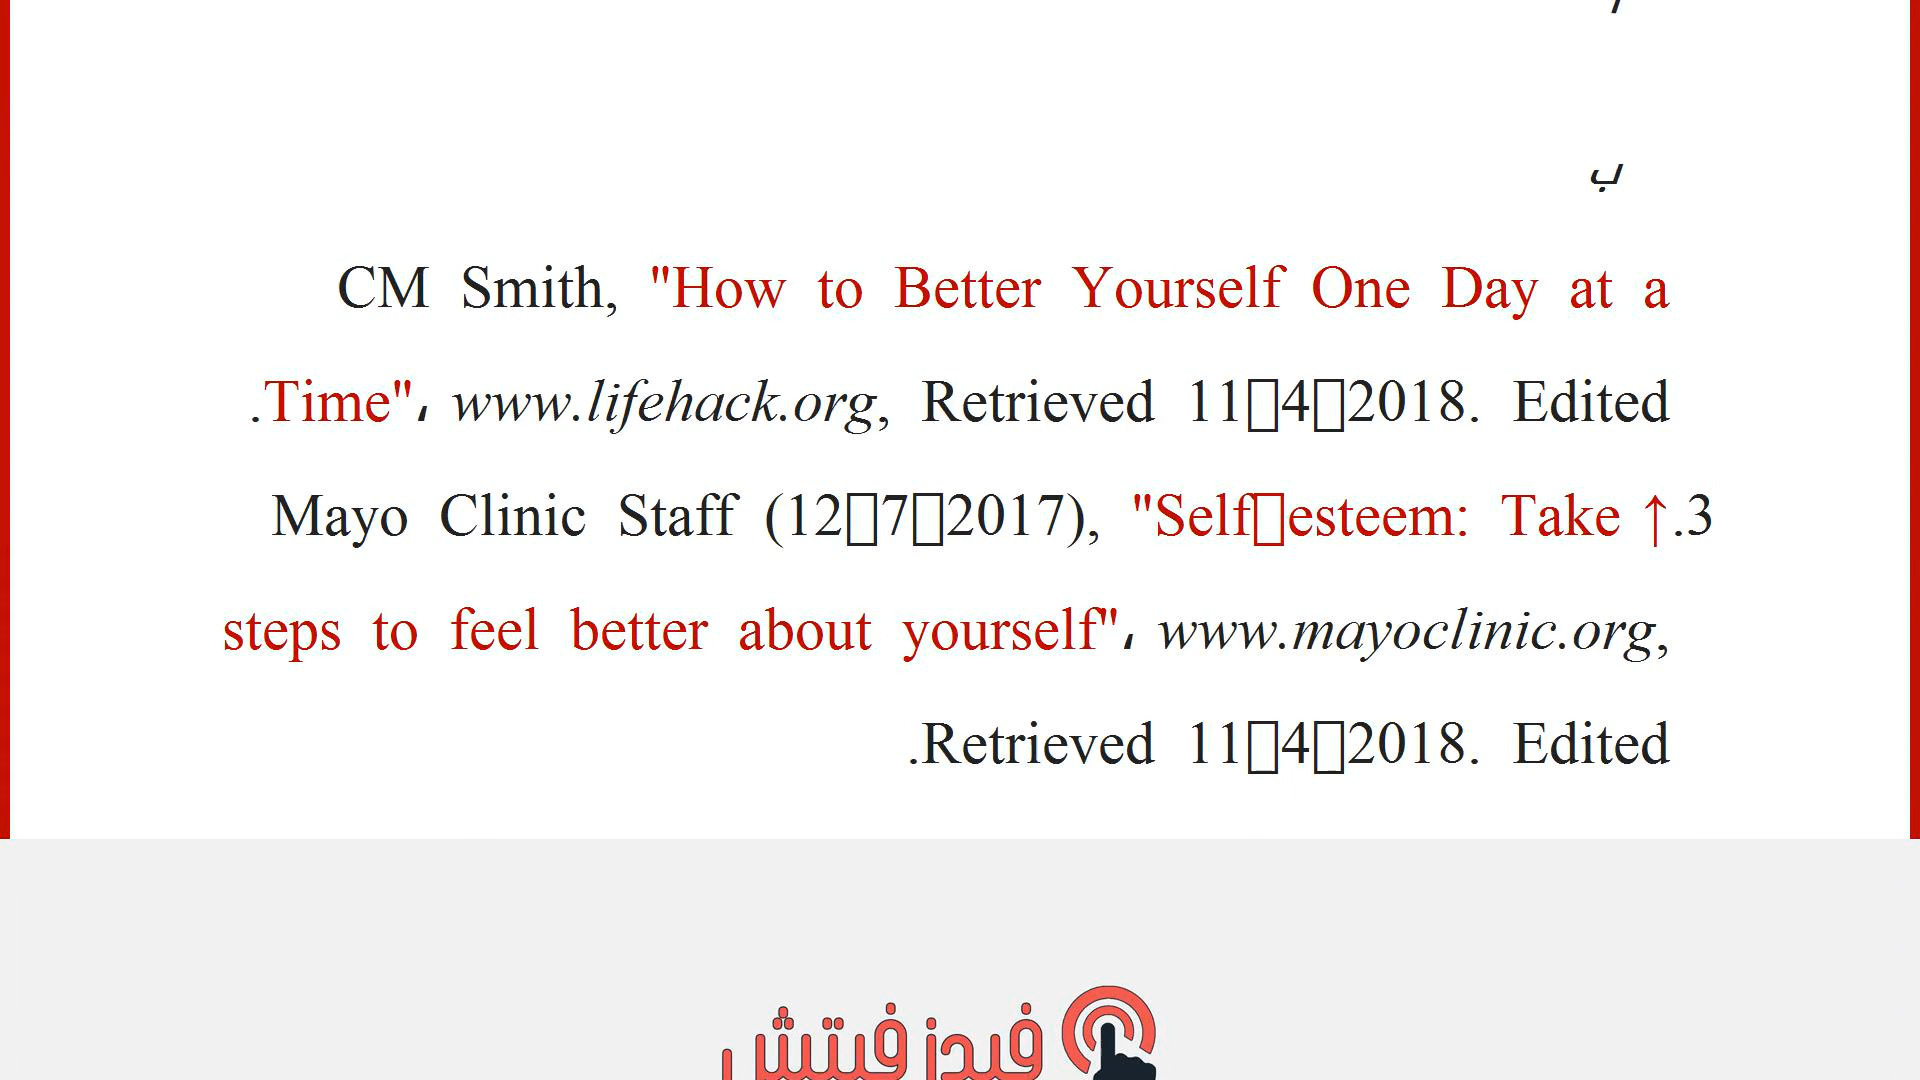 ب
CM Smith, "How to Better Yourself One Day at a
.Time"، www.lifehack.org, Retrieved 11▯4▯2018. Edited
3.↑ Mayo Clinic Staff (12▯7▯2017), "Self▯esteem: Take
steps to feel better about yourself"، www.mayoclinic.org,
.Retrieved 11▯4▯2018. Edited
فيدز فيتش